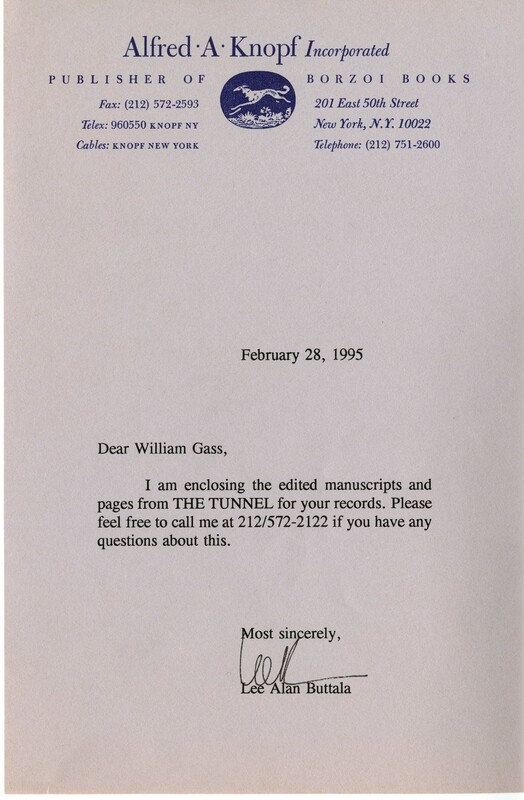 Alfred · A · Knopf Incorporated
PUBLISHER OF BORZOI BOOKS
Fax: (212) 572-2593
Telex: 960550 KNOPF NY
Cables: KNOPF NEW YORK
201 East 50th Street
New York, N.Y. 10022
Telephone: (212) 751-2600
February 28, 1995
Dear William Gass,
I am enclosing the edited manuscripts and
pages from THE TUNNEL for your records. Please
feel free to call me at 212/572-2122 if you have any
questions about this.
Most sincerely,
Lee
Lee Alan Buttala